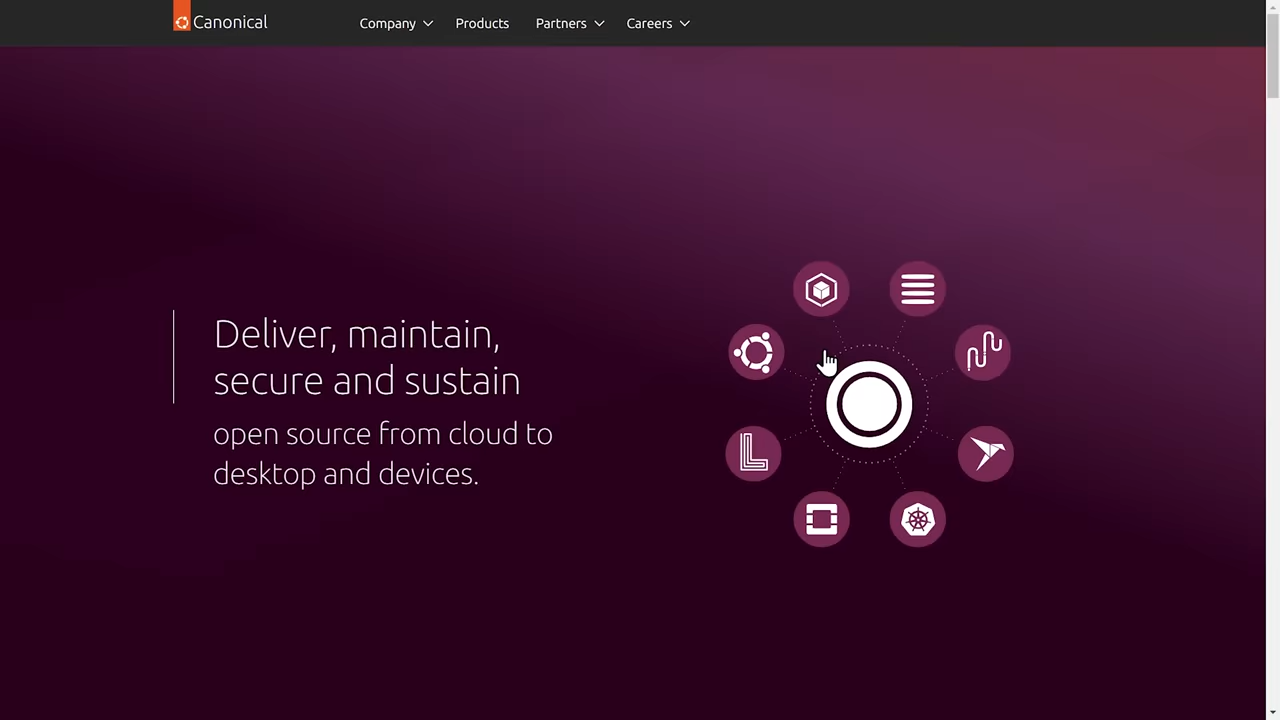 Canonical
Company Products Partners Careers
Deliver, maintain,
secure and sustain
open source from cloud to
desktop and devices.